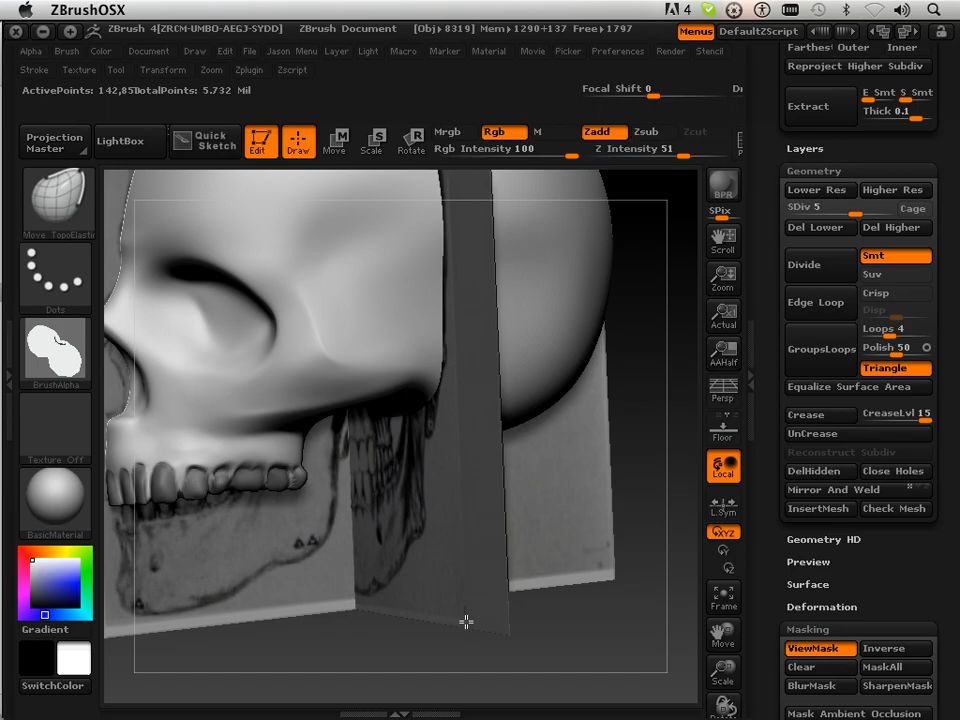 ZBrushOSX
4
ZBrush 4[ZRCM-UMBO-AEGJ-SYDD] ZBrush Document [Obj▸ 8319] Mem▸1290+137 Free▸1797 Menus DefaultZScript
Alpha Brush Color Document Draw Edit File Jason Menu Layer Light Macro Marker Material Movie Picker Preferences Render Stencil
Stroke Texture Tool Transform Zoom Zplugin Zscript
TotalPoints: 5.732 Mil
Focal Shift 0
Projection Master
LightBox
Quick Sketch
Edit
Draw
Move
Scale
Rotate
Mrgb Rgb M Zadd Zsub Zcut
Rgb Intensity 100 Z Intensity 51
Move TopoElasti
Dots
BrushAlpha
Texture Off
BasicMaterial
Gradient
SwitchColor
BPR
SPix
Scroll
Zoom
Actual
AAHalf
Persp
Floor
Local
L.Sym
XYZ
Y
Z
Frame
Move
Scale
Farthest Outer Inner
Reproject Higher Subdiv
Extract
E Smt S Smt
Thick 0.1
Layers
Geometry
Lower Res Higher Res
SDiv 5 Cage
Del Lower Del Higher
Divide
Smt
Suv
Edge Loop
Crisp
Disp
GroupsLoops
Loops 4
Polish 50
Triangle
Equalize Surface Area
Crease CreaseLvl 15
UnCrease
Reconstruct Subdiv
DelHidden Close Holes
Mirror And Weld
InsertMesh Check Mesh
Geometry HD
Preview
Surface
Deformation
Masking
ViewMask Inverse
Clear MaskAll
BlurMask SharpenMask
Mask Ambient Occlusion